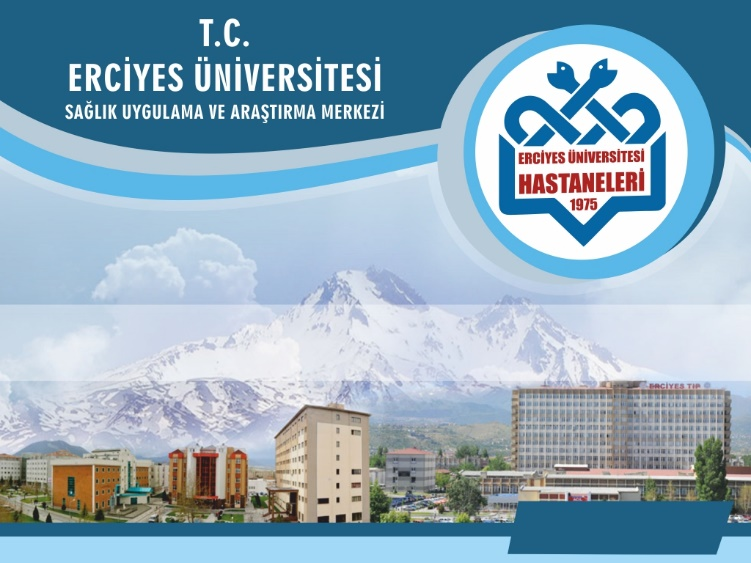 T.C.
ERCİYES ÜNİVERSİTESİ
SAĞLIK UYGULAMA VE ARAŞTIRMA MERKEZİ
ERCİYES ÜNİVERSİTESİ
HASTANELERİ
1975
ERCİYES TIP